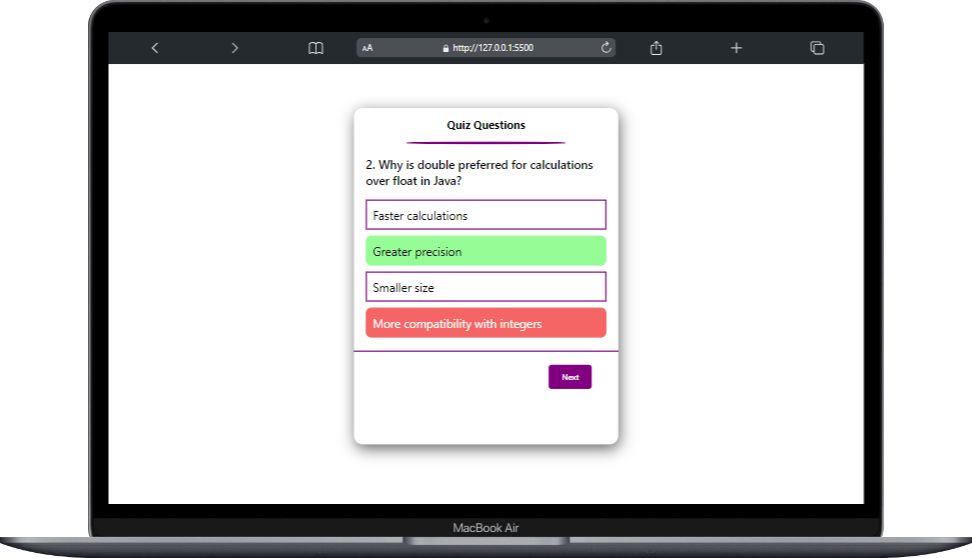 AA http://127.0.0.1:5500
Quiz Questions
2. Why is double preferred for calculations
over float in Java?
Faster calculations
Greater precision
Smaller size
More compatibility with integers
Next
MacBook Air